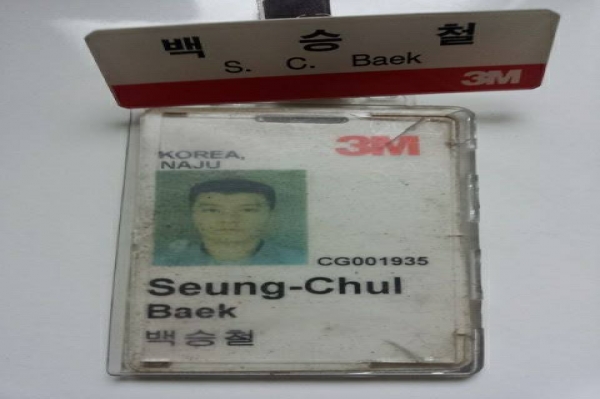 백 승 철
S. C. Baek
3M
3M
KOREA,
NAJU
CG001935
Seung-Chul
Baek
백승철